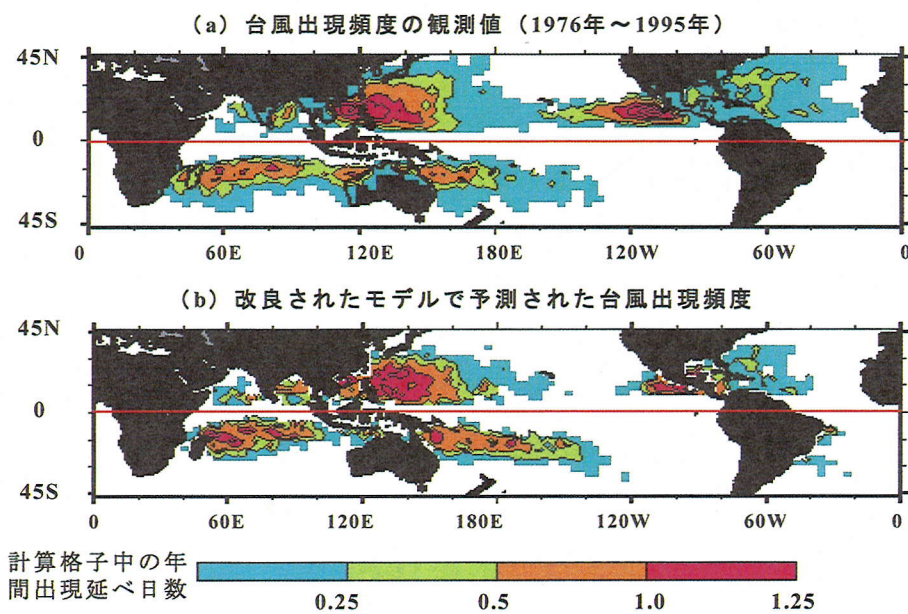 (a) 台風出現頻度の観測値（1976年～1995年）
45N
0
45S
0 60E 120E 180E 120W 60W 0
(b) 改良されたモデルで予測された台風出現頻度
45N
0
45S
0 60E 120E 180E 120W 60W 0
計算格子中の年
間出現延べ日数
0.25 0.5 1.0 1.25